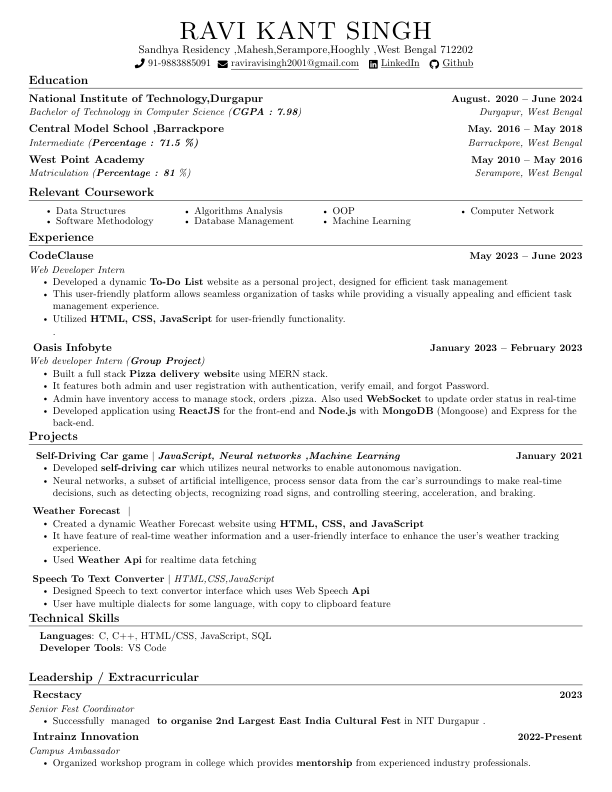 RAVI KANT SINGH
Sandhya Residency ,Mahesh,Serampore,Hooghly ,West Bengal 712202
91-9883885091 raviravisingh2001@gmail.com LinkedIn Github
Education
National Institute of Technology,Durgapur August. 2020 – June 2024
Bachelor of Technology in Computer Science (CGPA : 7.98) Durgapur, West Bengal
Central Model School ,Barrackpore May. 2016 – May 2018
Intermediate (Percentage : 71.5 %) Barrackpore, West Bengal
West Point Academy May 2010 – May 2016
Matriculation (Percentage : 81 %) Serampore, West Bengal
Relevant Coursework
• Data Structures • Algorithms Analysis • OOP • Computer Network
• Software Methodology • Database Management • Machine Learning
Experience
CodeClause May 2023 – June 2023
Web Developer Intern
• Developed a dynamic To-Do List website as a personal project, designed for efficient task management
• This user-friendly platform allows seamless organization of tasks while providing a visually appealing and efficient task
management experience.
• Utilized HTML, CSS, JavaScript for user-friendly functionality.
.
Oasis Infobyte January 2023 – February 2023
Web developer Intern (Group Project)
• Built a full stack Pizza delivery website using MERN stack.
• It features both admin and user registration with authentication, verify email, and forgot Password.
• Admin have inventory access to manage stock, orders ,pizza. Also used WebSocket to update order status in real-time
• Developed application using ReactJS for the front-end and Node.js with MongoDB (Mongoose) and Express for the
back-end.
Projects
Self-Driving Car game | JavaScript, Neural networks ,Machine Learning January 2021
• Developed self-driving car which utilizes neural networks to enable autonomous navigation.
• Neural networks, a subset of artificial intelligence, process sensor data from the car's surroundings to make real-time
decisions, such as detecting objects, recognizing road signs, and controlling steering, acceleration, and braking.
Weather Forecast |
• Created a dynamic Weather Forecast website using HTML, CSS, and JavaScript
• It have feature of real-time weather information and a user-friendly interface to enhance the user's weather tracking
experience.
• Used Weather Api for realtime data fetching
Speech To Text Converter | HTML,CSS,JavaScript
• Designed Speech to text convertor interface which uses Web Speech Api
• User have multiple dialects for some language, with copy to clipboard feature
Technical Skills
Languages: C, C++, HTML/CSS, JavaScript, SQL
Developer Tools: VS Code
Leadership / Extracurricular
Recstacy 2023
Senior Fest Coordinator
• Successfully managed to organise 2nd Largest East India Cultural Fest in NIT Durgapur .
Intrainz Innovation 2022-Present
Campus Ambassador
• Organized workshop program in college which provides mentorship from experienced industry professionals.